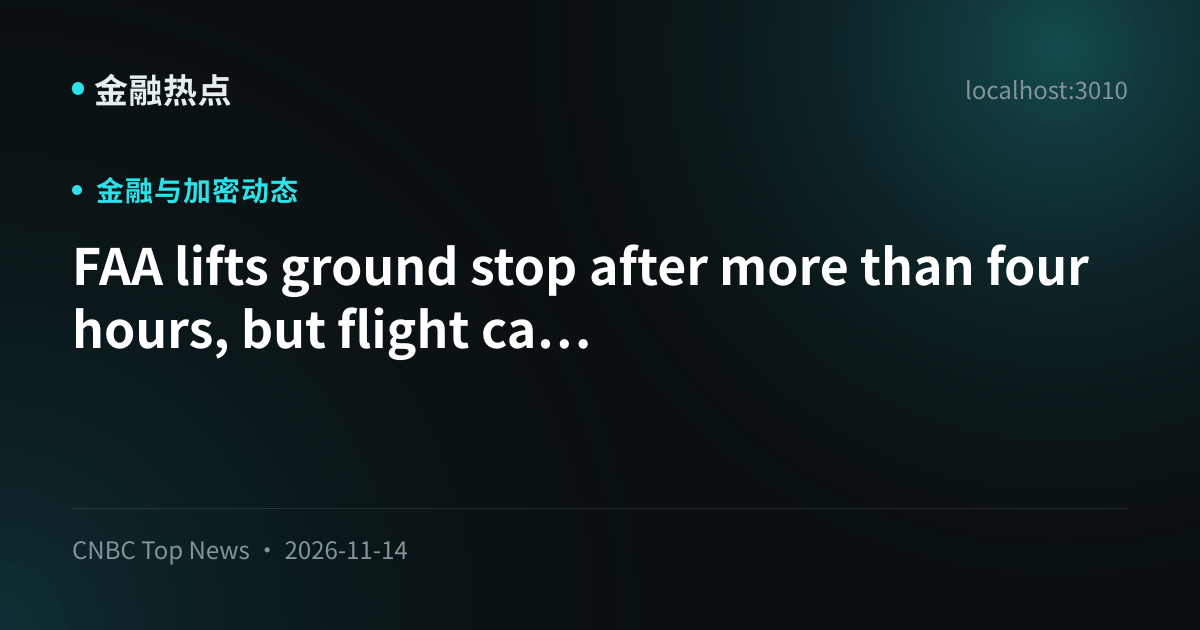 金融热点
localhost:3010
金融与加密动态
FAA lifts ground stop after more than four
hours, but flight ca…
CNBC Top News • 2026-11-14